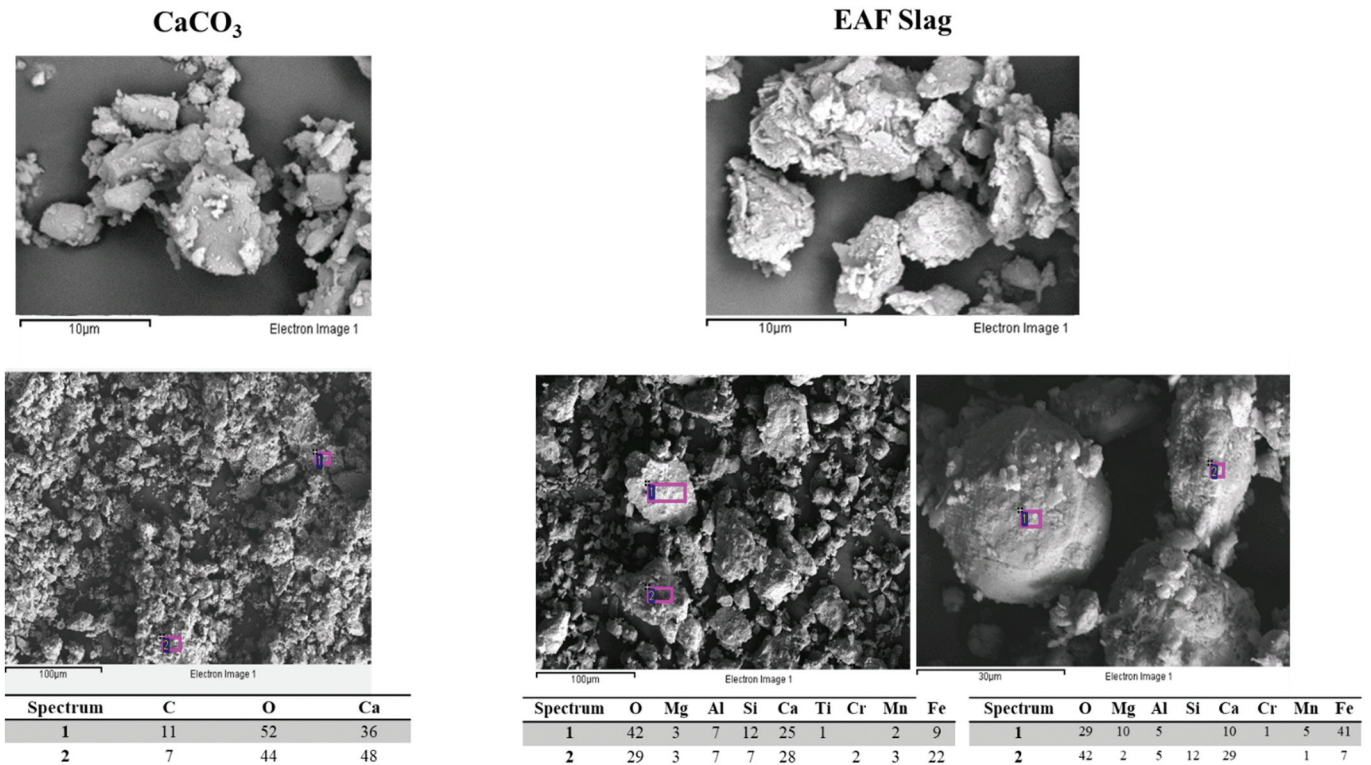 CaCO₃
EAF Slag
10µm
Electron Image 1
10µm
Electron Image 1
1
2
100µm
Electron Image 1
1
2
100µm
Electron Image 1
1
2
30µm
Electron Image 1
Spectrum C O Ca
1 11 52 36
2 7 44 48
Spectrum O Mg Al Si Ca Ti Cr Mn Fe
1 42 3 7 12 25 1 2 9
2 29 3 7 7 28 2 3 22
Spectrum O Mg Al Si Ca Cr Mn Fe
1 29 10 5 10 1 5 41
2 42 2 5 12 29 1 7